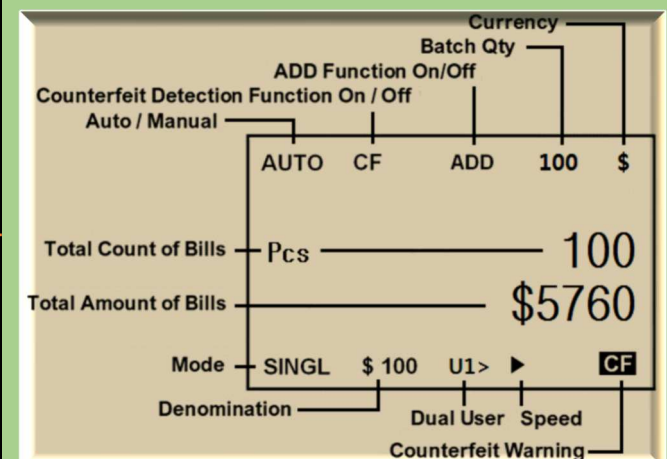 Currency
Batch Qty
ADD Function On/Off
Counterfeit Detection Function On / Off
Auto / Manual
AUTO CF ADD 100 $
Total Count of Bills Pcs 100
Total Amount of Bills $5760
Mode SINGL $ 100 U1> ▶ CF
Denomination
Dual User Speed
Counterfeit Warning